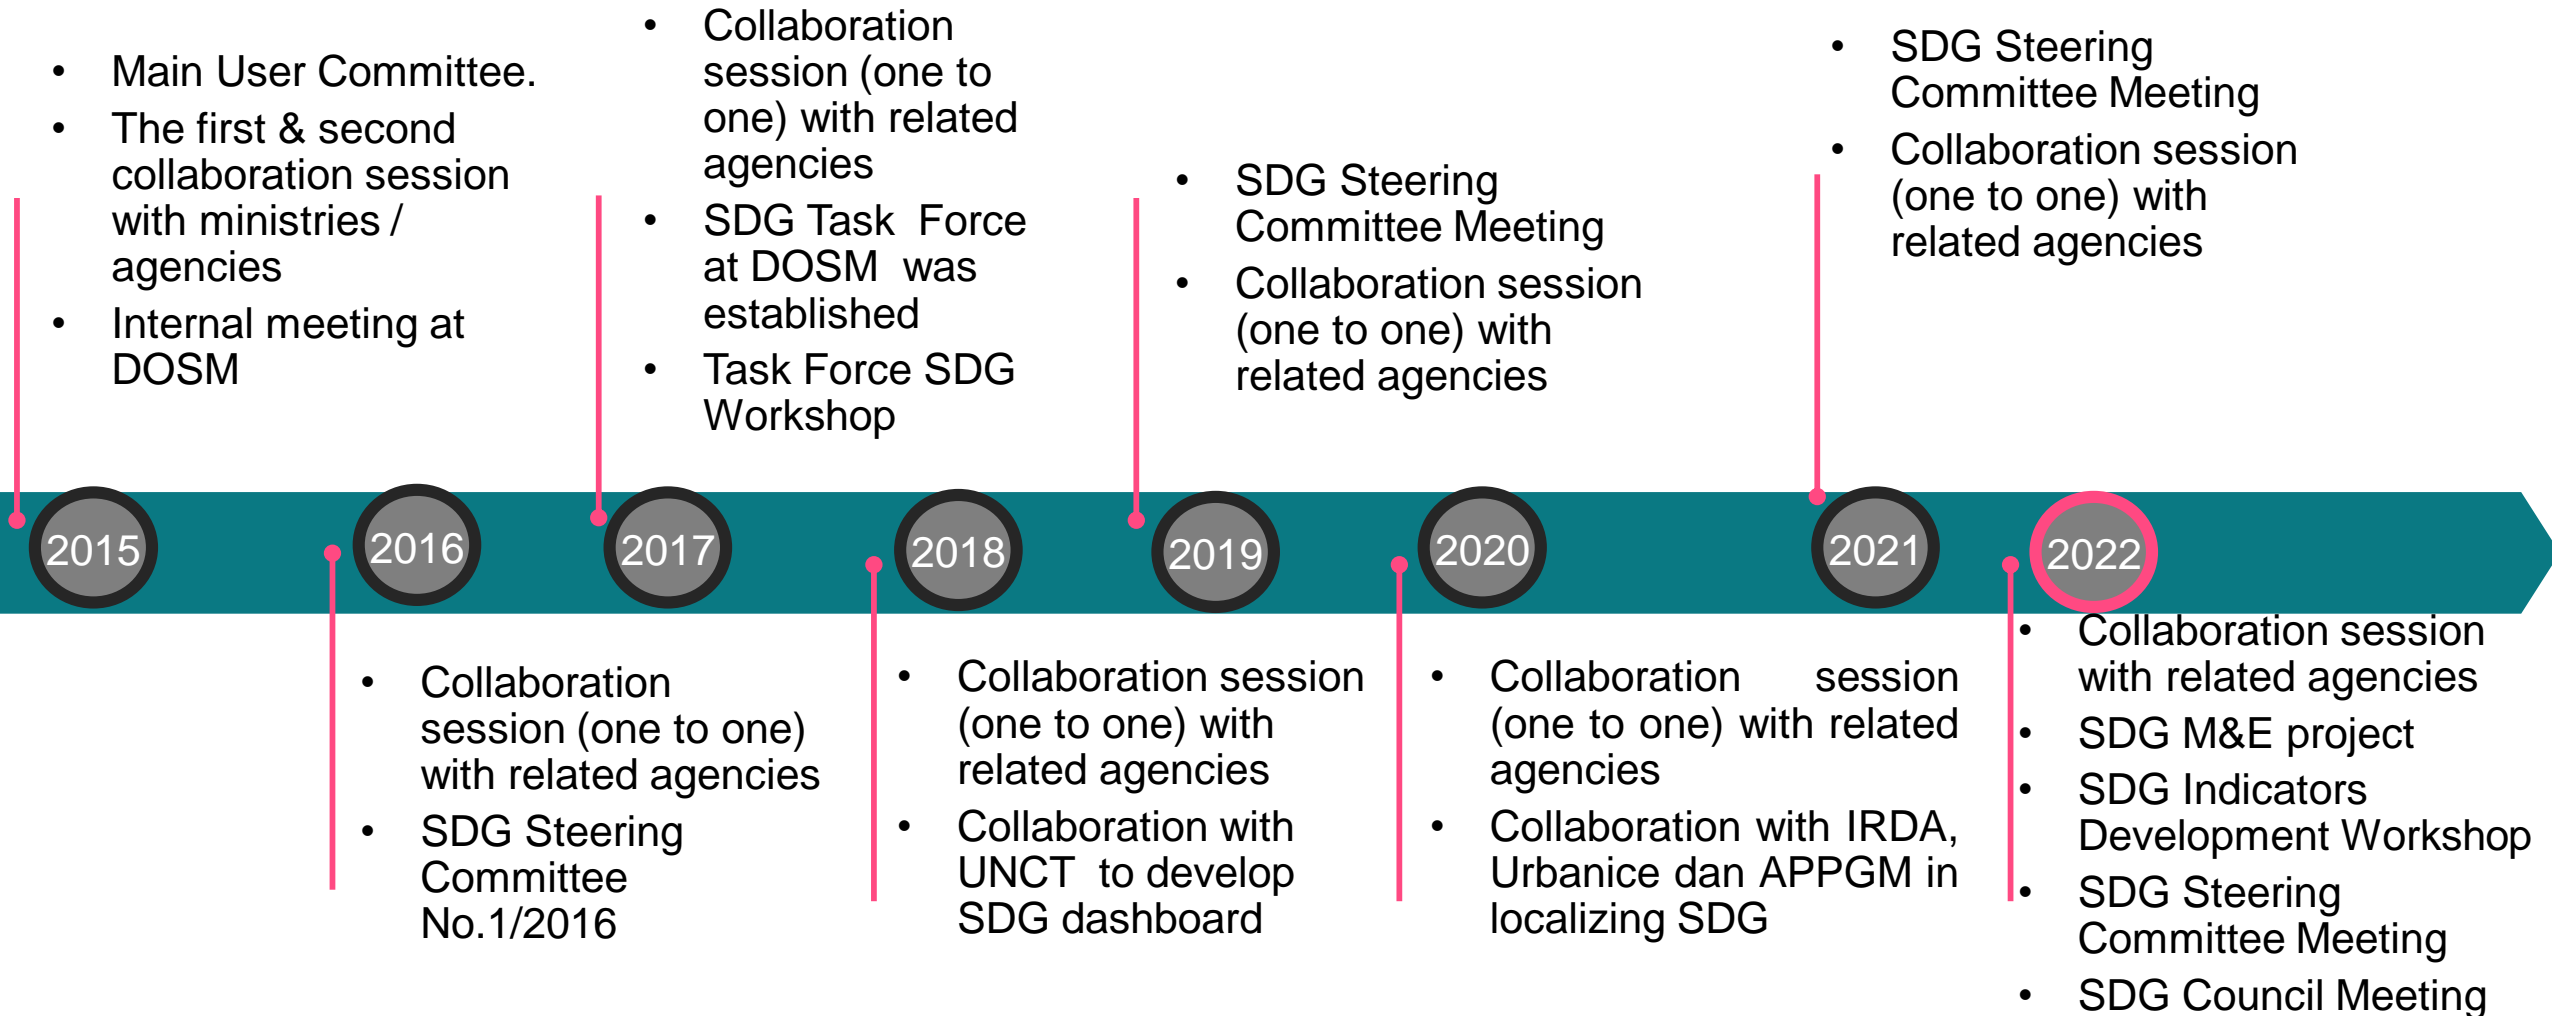 • Main User Committee.
• The first & second
collaboration session
with ministries /
agencies
• Internal meeting at
DOSM
• Collaboration
session (one to
one) with related
agencies
• SDG Task Force
at DOSM was
established
• Task Force SDG
Workshop
• SDG Steering
Committee Meeting
• Collaboration session
(one to one) with
related agencies
• SDG Steering
Committee Meeting
• Collaboration session
(one to one) with
related agencies
2015
2016
2017
2018
2019
2020
2021
2022
• Collaboration
session (one to one)
with related agencies
• SDG Steering
Committee
No.1/2016
• Collaboration session
(one to one) with
related agencies
• Collaboration with
UNCT to develop
SDG dashboard
• Collaboration session
(one to one) with related
agencies
• Collaboration with IRDA,
Urbanice dan APPGM in
localizing SDG
• Collaboration session
with related agencies
• SDG M&E project
• SDG Indicators
Development Workshop
• SDG Steering
Committee Meeting
• SDG Council Meeting